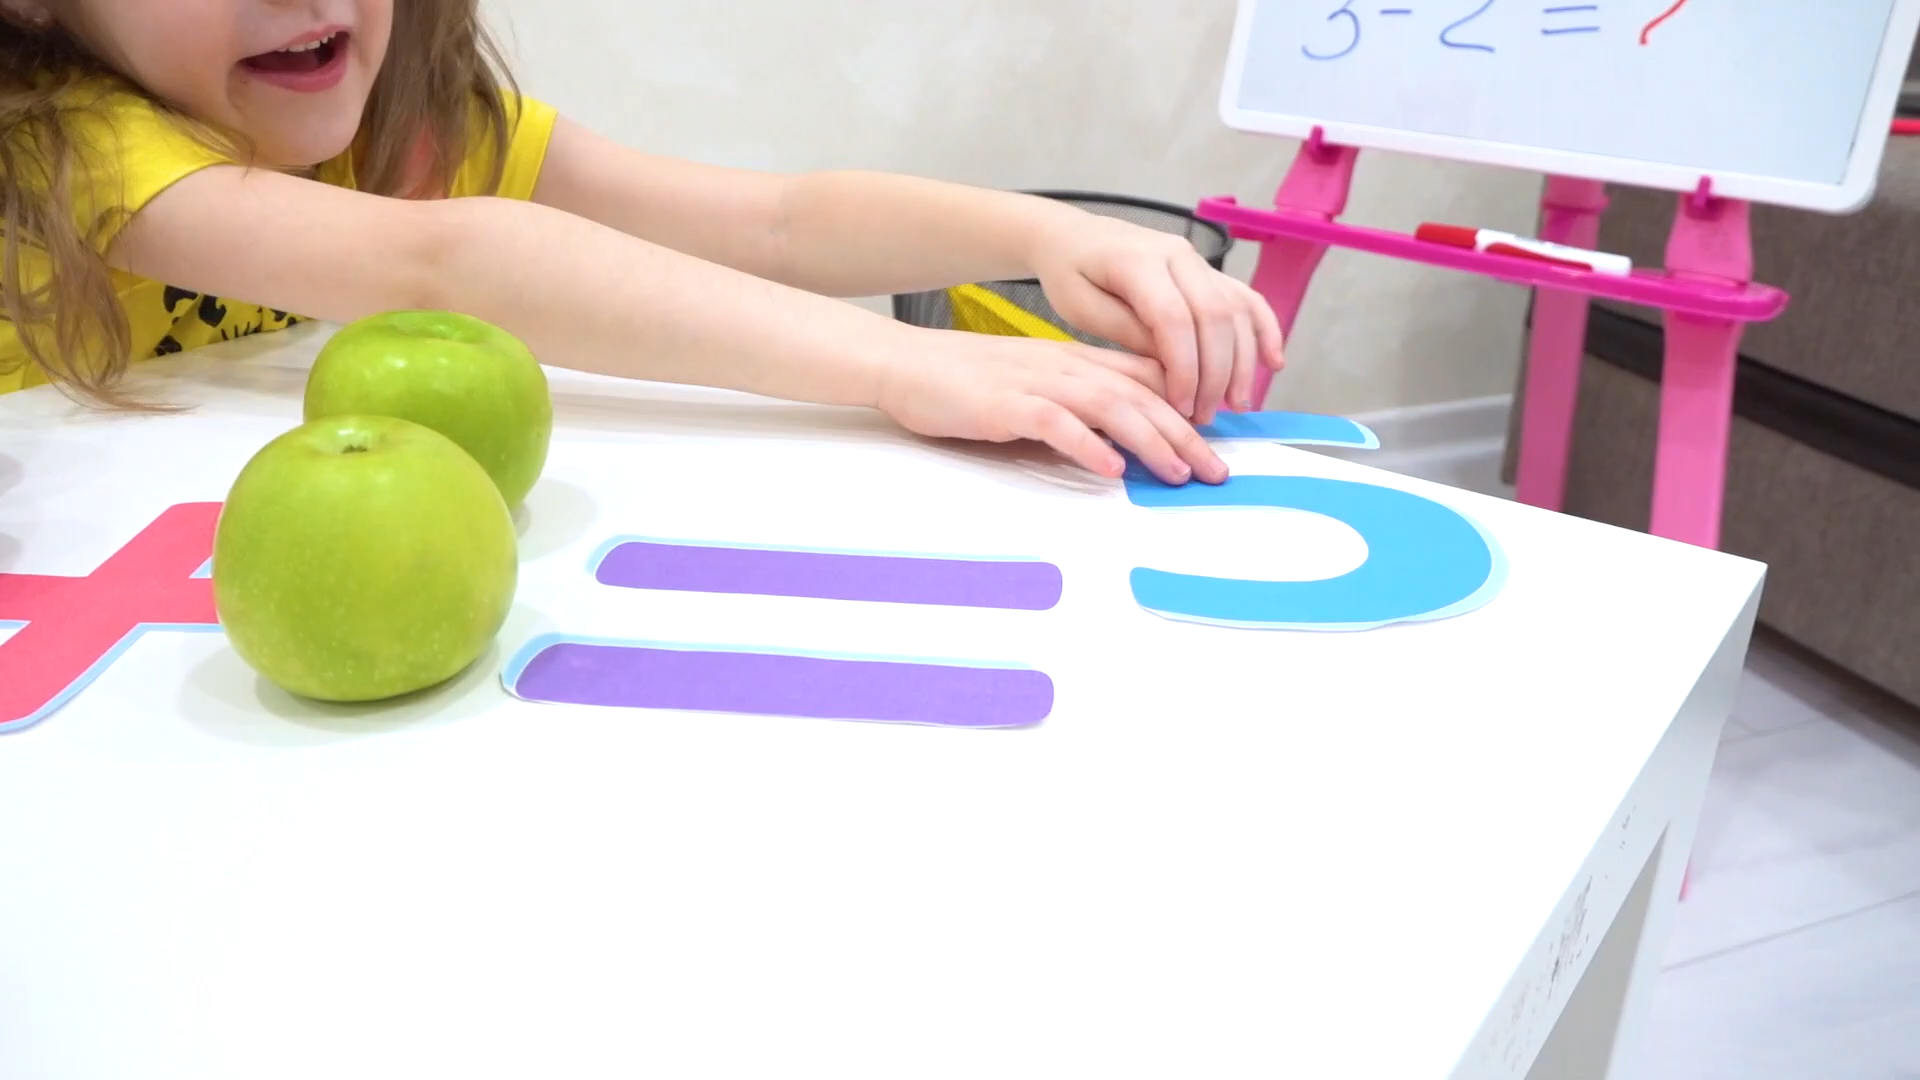 3-2=?
+ = 5